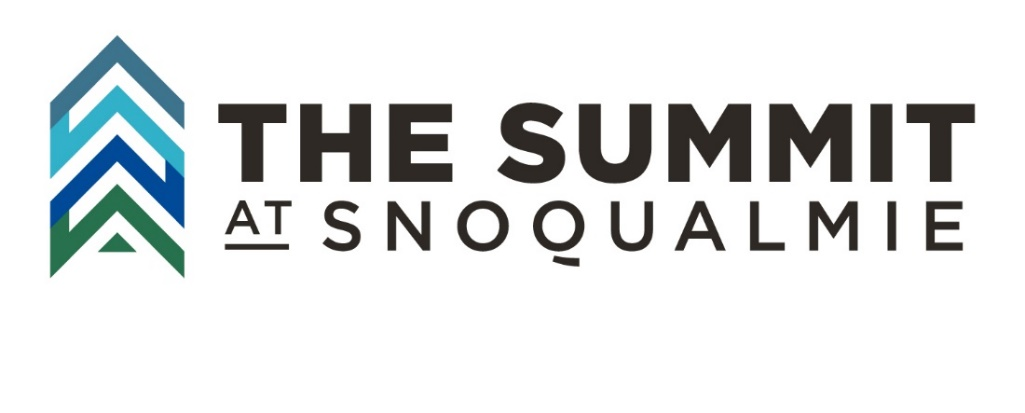 THE SUMMIT
AT SNOQUALMIE